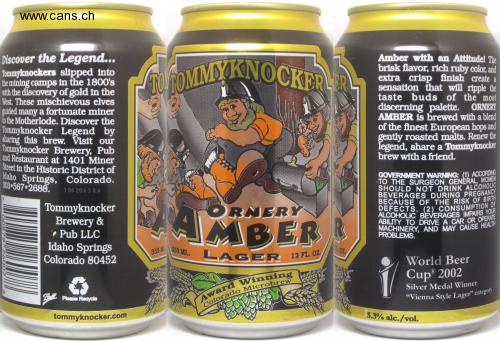 www.cans.ch
Discover the Legend...
Tommyknockers slipped into
the mining camps in the 1800's
with the discovery of gold in the
West. These mischievous elves
guided many a fortunate miner
to the Motherlode. Discover the
Tommyknocker Legend by
sharing this brew. Visit our
Tommyknocker Brewery, Pub
and Restaurant at 1401 Miner
Street in the Historic District of
Idaho Springs, Colorado.
303•567•2688.
Tommyknocker
Brewery &
Pub LLC
Idaho Springs
Colorado 80452
Ball
Please Recycle
tommyknocker.com
TOMMYKNOCKER
ORNERY
AMBER
LAGER
355 ML.
12 FL. OZ.
Award Winning
Colorado Microbrew
Amber with an Attitude! The
brisk flavor, rich ruby color, and
extra crisp finish create a
sensation that will ripple the
taste buds of the most
discerning palette. ORNERY
AMBER is brewed with a blend
of the finest European hops and
gently roasted malts. Renew the
legend, share a Tommyknocker
brew with a friend.
GOVERNMENT WARNING: (1) ACCORDING
TO THE SURGEON GENERAL, WOMEN
SHOULD NOT DRINK ALCOHOLIC
BEVERAGES DURING PREGNANCY
BECAUSE OF THE RISK OF BIRTH
DEFECTS. (2) CONSUMPTION OF
ALCOHOLIC BEVERAGES IMPAIRS YOUR
ABILITY TO DRIVE A CAR OR OPERATE
MACHINERY, AND MAY CAUSE HEALTH
PROBLEMS.
World Beer
Cup 2002
Silver Medal Winner
"Vienna Style Lager" category
5.3% alc./vol.